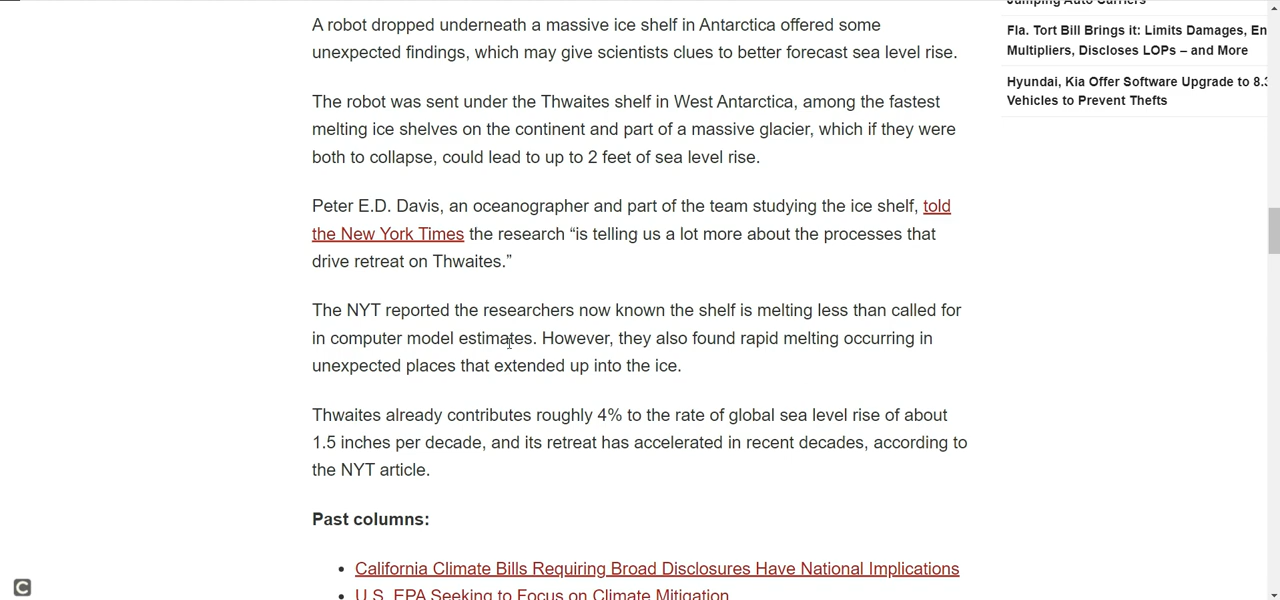 Jumping Auto Carriers
A robot dropped underneath a massive ice shelf in Antarctica offered some
unexpected findings, which may give scientists clues to better forecast sea level rise.
The robot was sent under the Thwaites shelf in West Antarctica, among the fastest
melting ice shelves on the continent and part of a massive glacier, which if they were
both to collapse, could lead to up to 2 feet of sea level rise.
Peter E.D. Davis, an oceanographer and part of the team studying the ice shelf, told
the New York Times the research “is telling us a lot more about the processes that
drive retreat on Thwaites.”
The NYT reported the researchers now known the shelf is melting less than called for
in computer model estimates. However, they also found rapid melting occurring in
unexpected places that extended up into the ice.
Thwaites already contributes roughly 4% to the rate of global sea level rise of about
1.5 inches per decade, and its retreat has accelerated in recent decades, according to
the NYT article.
Past columns:
• California Climate Bills Requiring Broad Disclosures Have National Implications
• U.S. EPA Seeking to Focus on Climate Mitigation
Fla. Tort Bill Brings it: Limits Damages, En
Multipliers, Discloses LOPs – and More
Hyundai, Kia Offer Software Upgrade to 8.3
Vehicles to Prevent Thefts
C